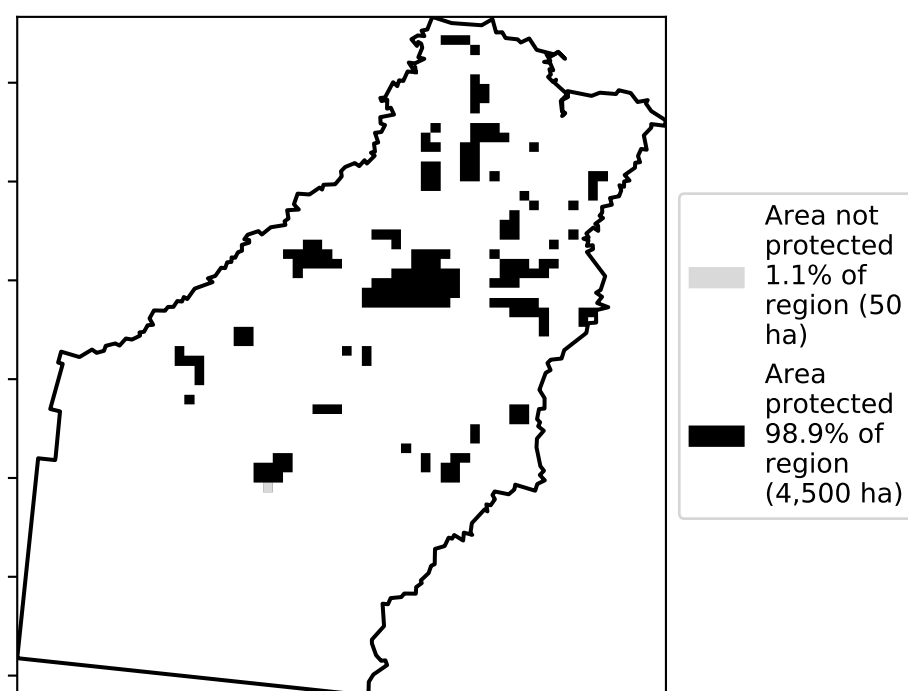 Area not
protected
1.1% of
region (50
ha)
Area
protected
98.9% of
region
(4,500 ha)